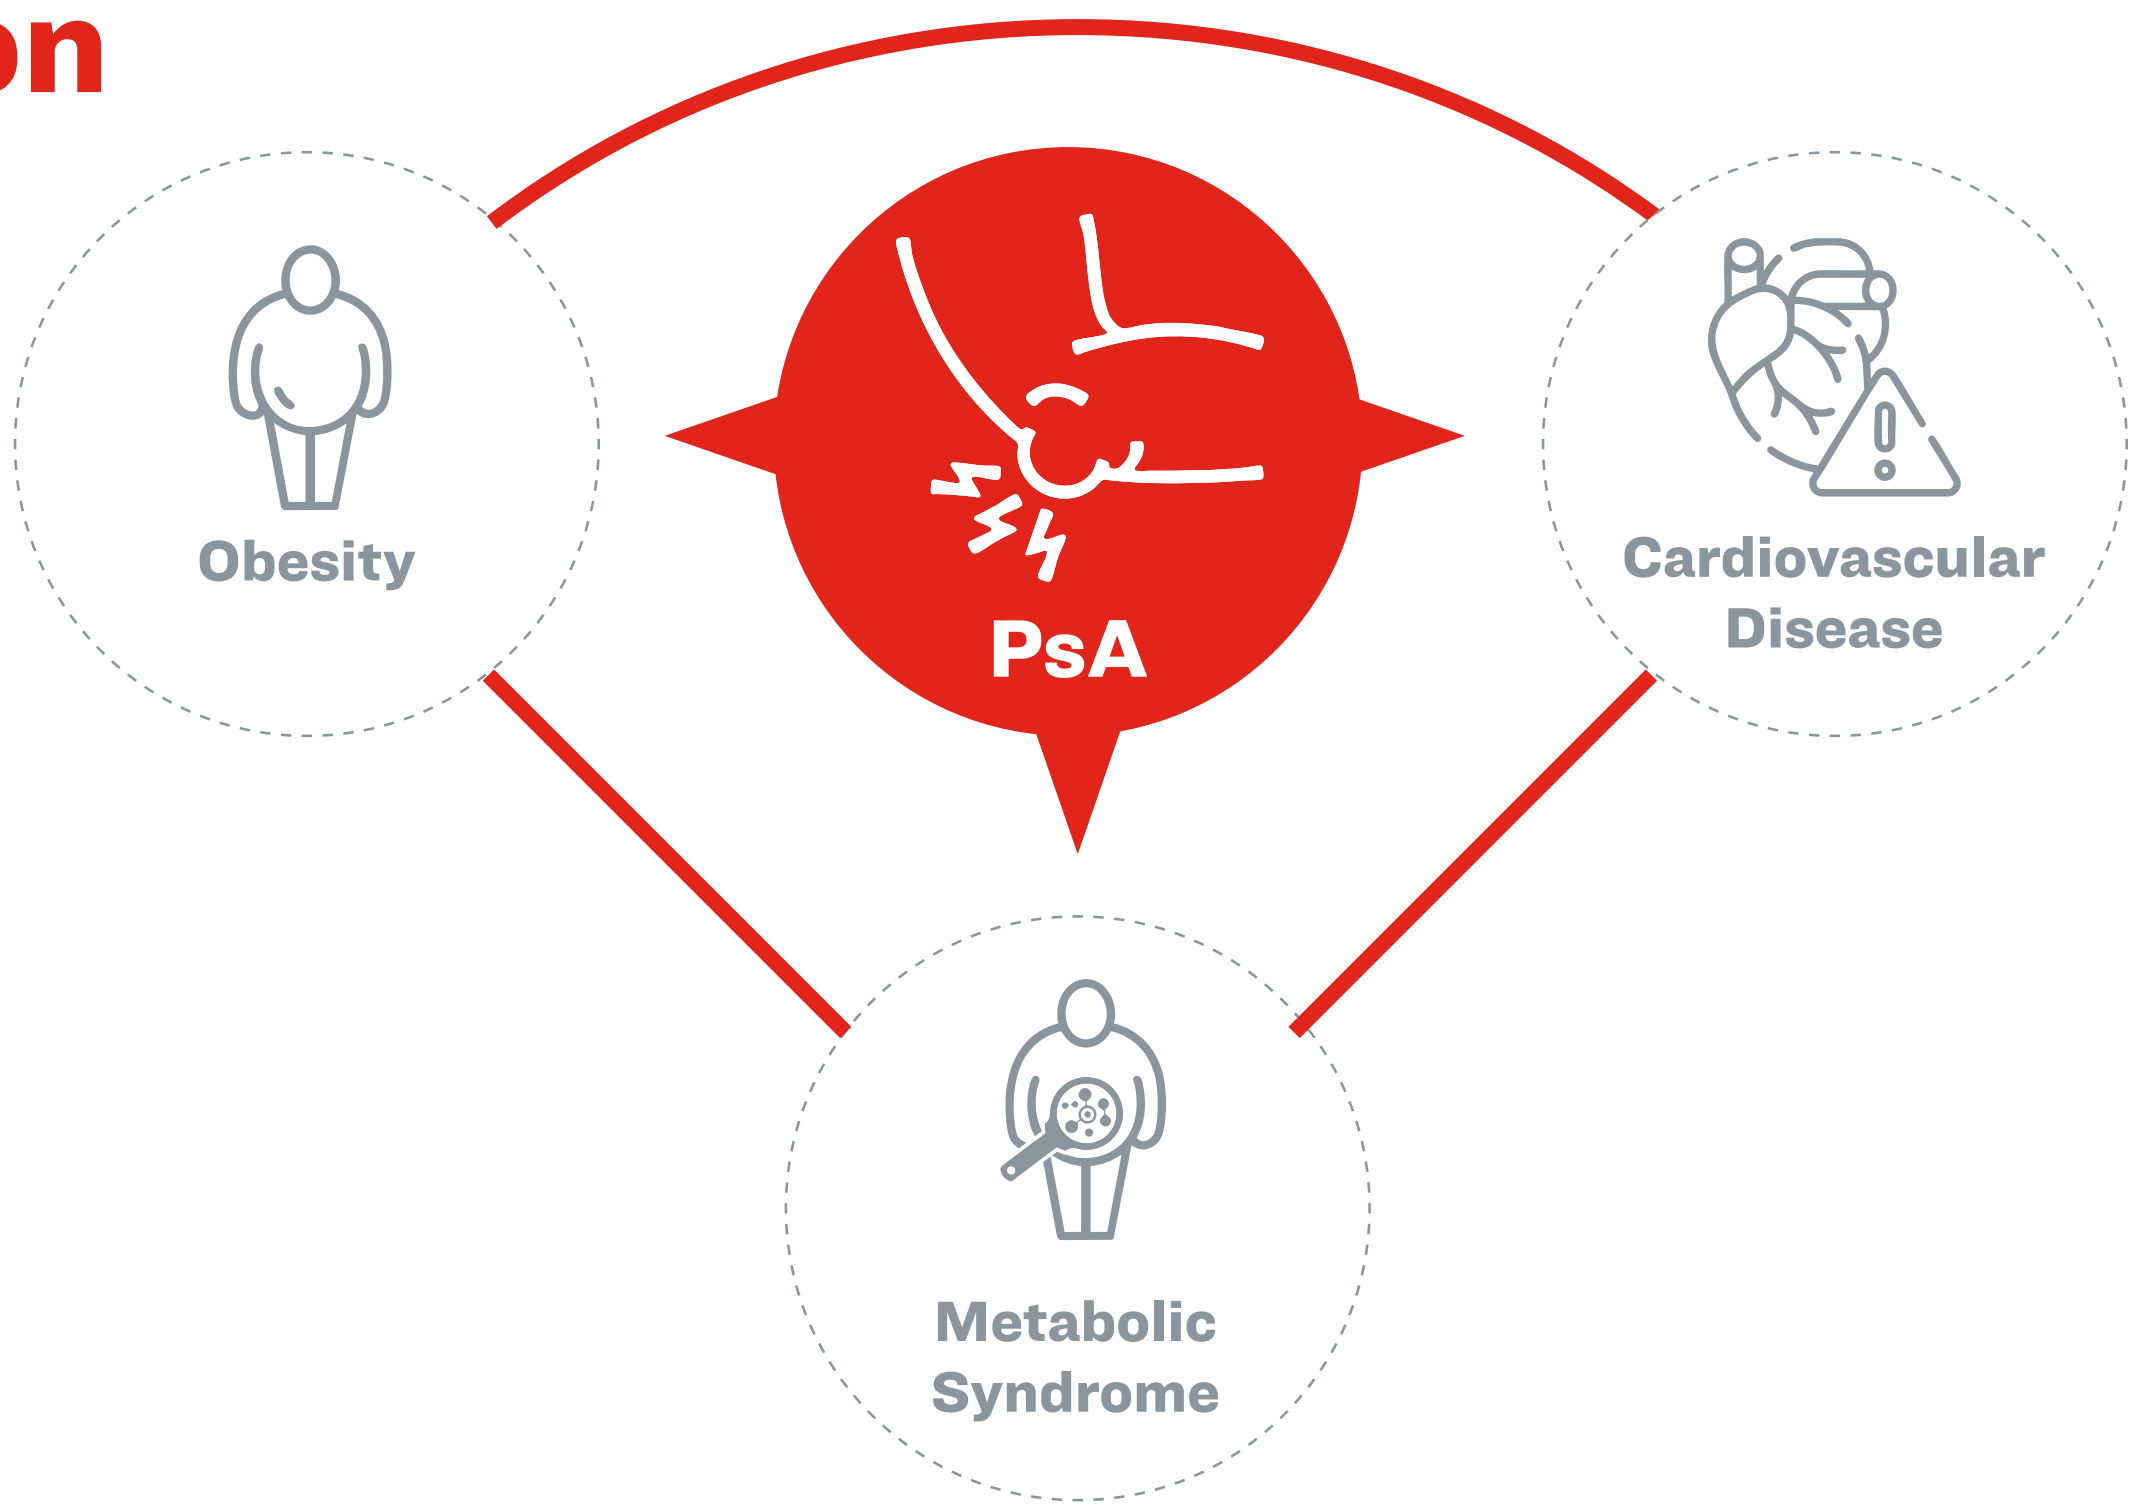 on
Obesity
PsA
Cardiovascular
Disease
Metabolic
Syndrome